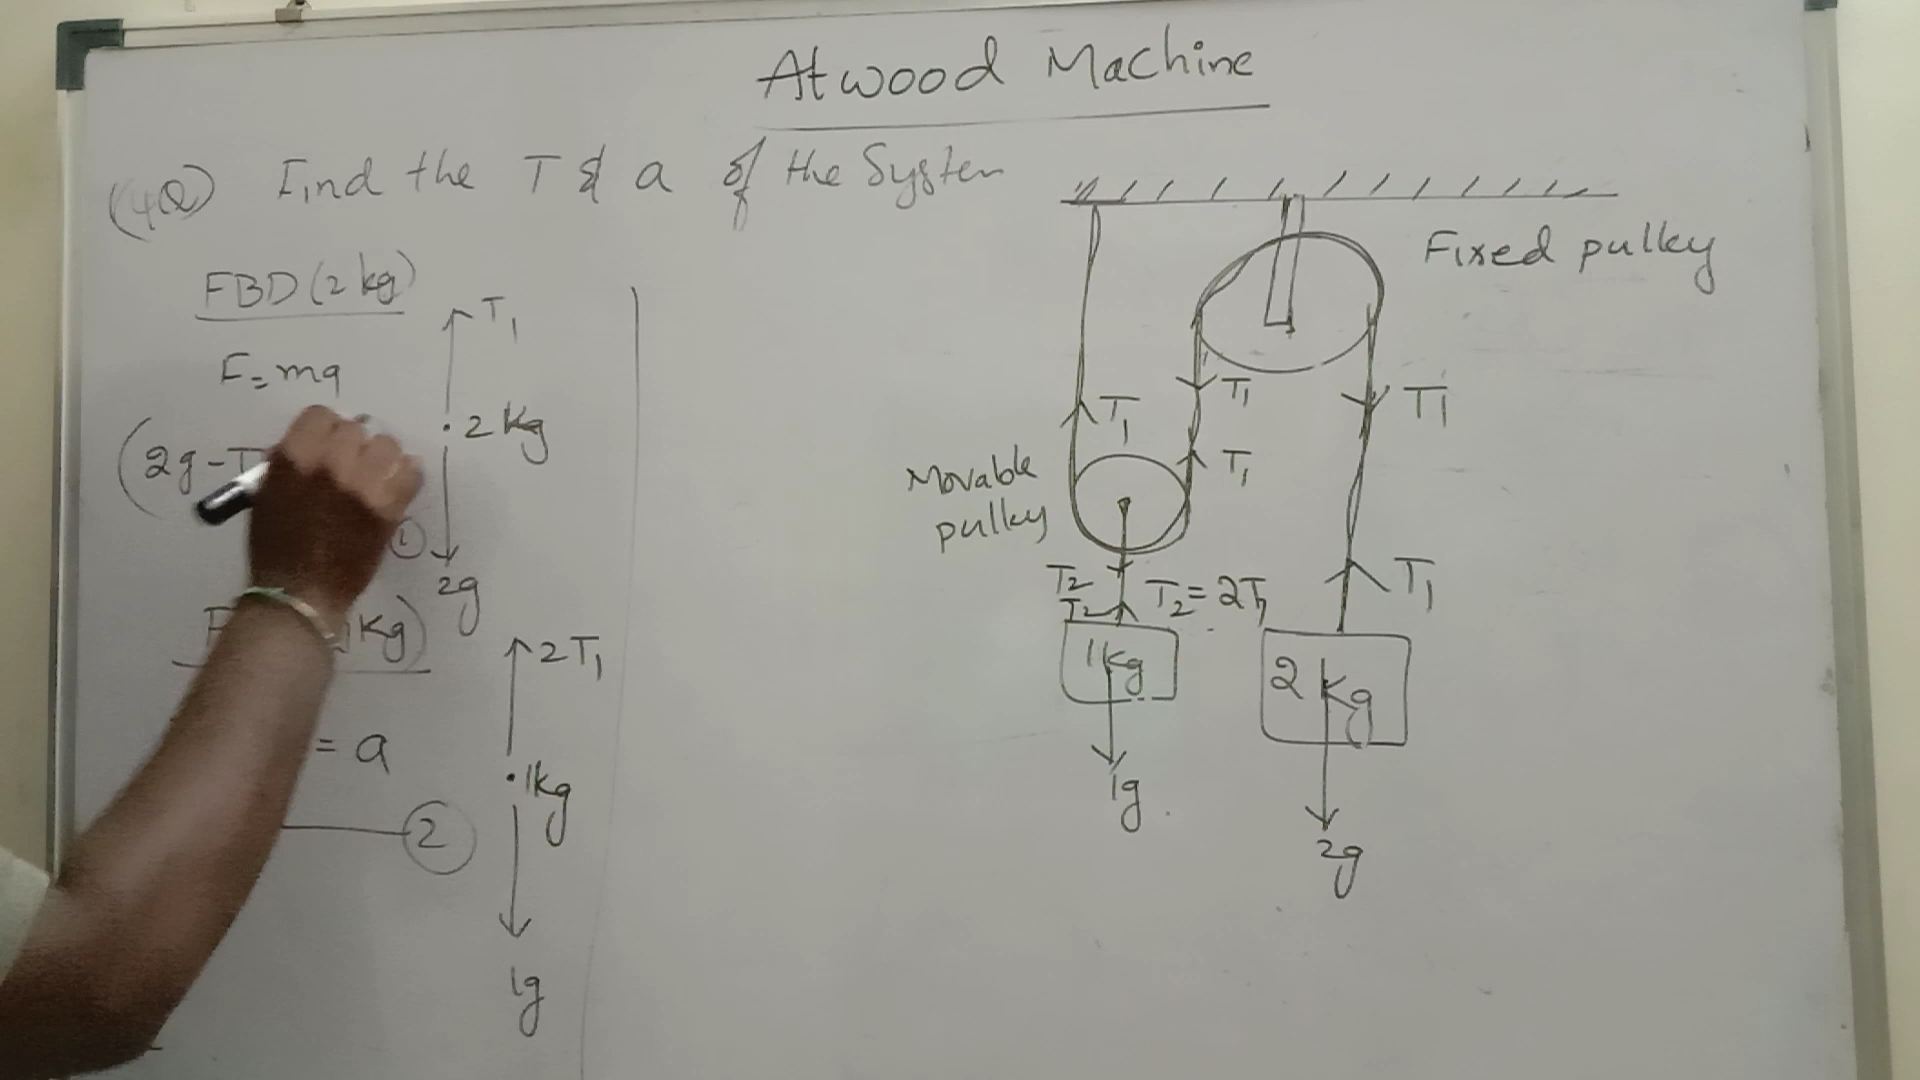 Atwood Machine
(4Q) Find the T & a of the System
FBD (2 kg)
T1
F = ma
2 kg
(2g - T
1
2g
Kg)
2T1
= a
1kg
2
1g
Fixed pulley
T1
T1
T1
T1
Movable
pulley
T2
T2
T2 = 2T1
T1
1kg
2 kg
1g
2g